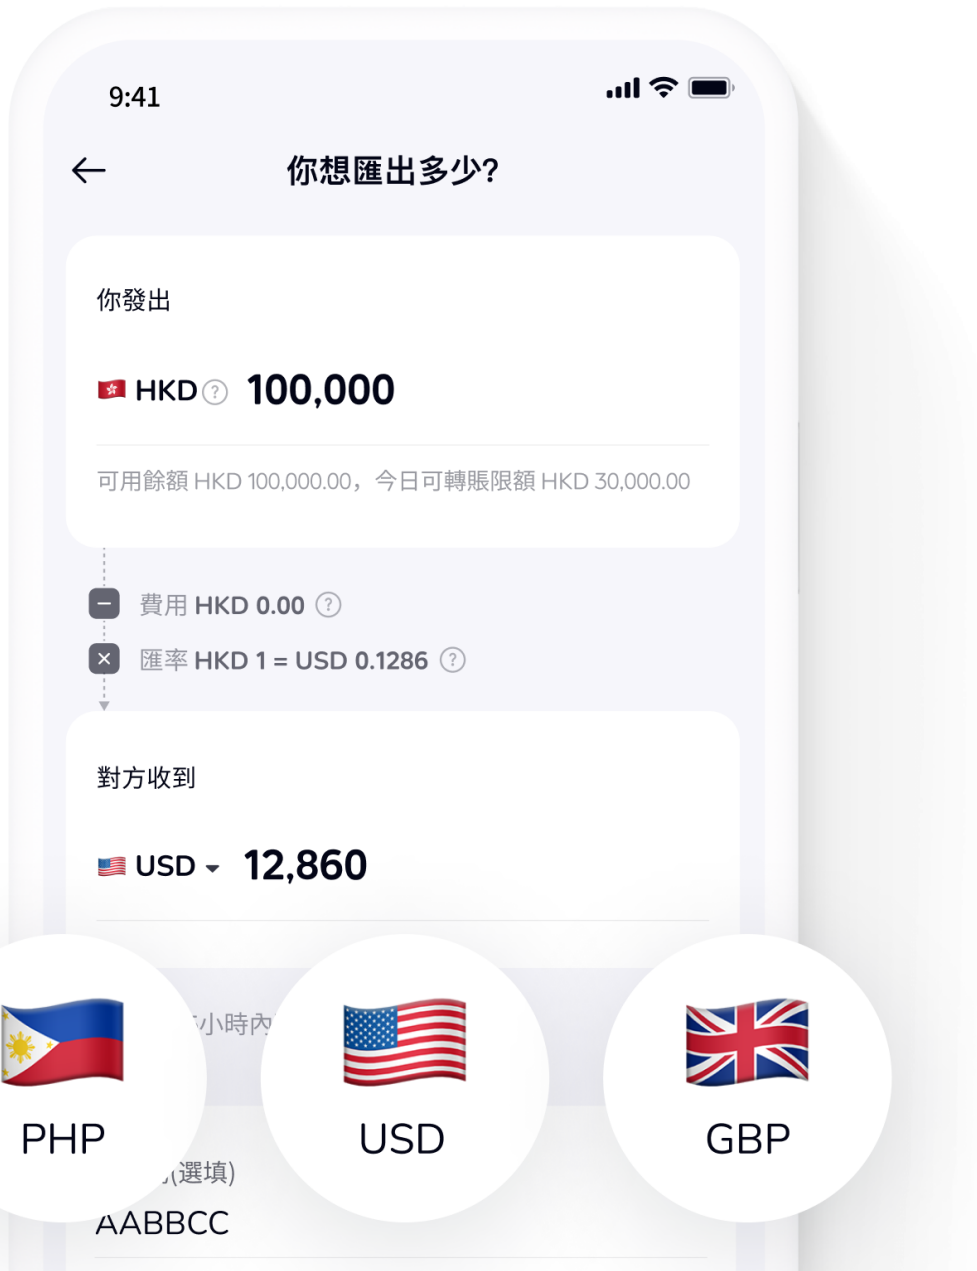 9:41
你想匯出多少?
你發出
HKD 100,000
可用餘額 HKD 100,000.00，今日可轉賬限額 HKD 30,000.00
費用 HKD 0.00
匯率 HKD 1 = USD 0.1286
對方收到
USD 12,860
小時內
PHP
USD
GBP
(選填)
AABBCC